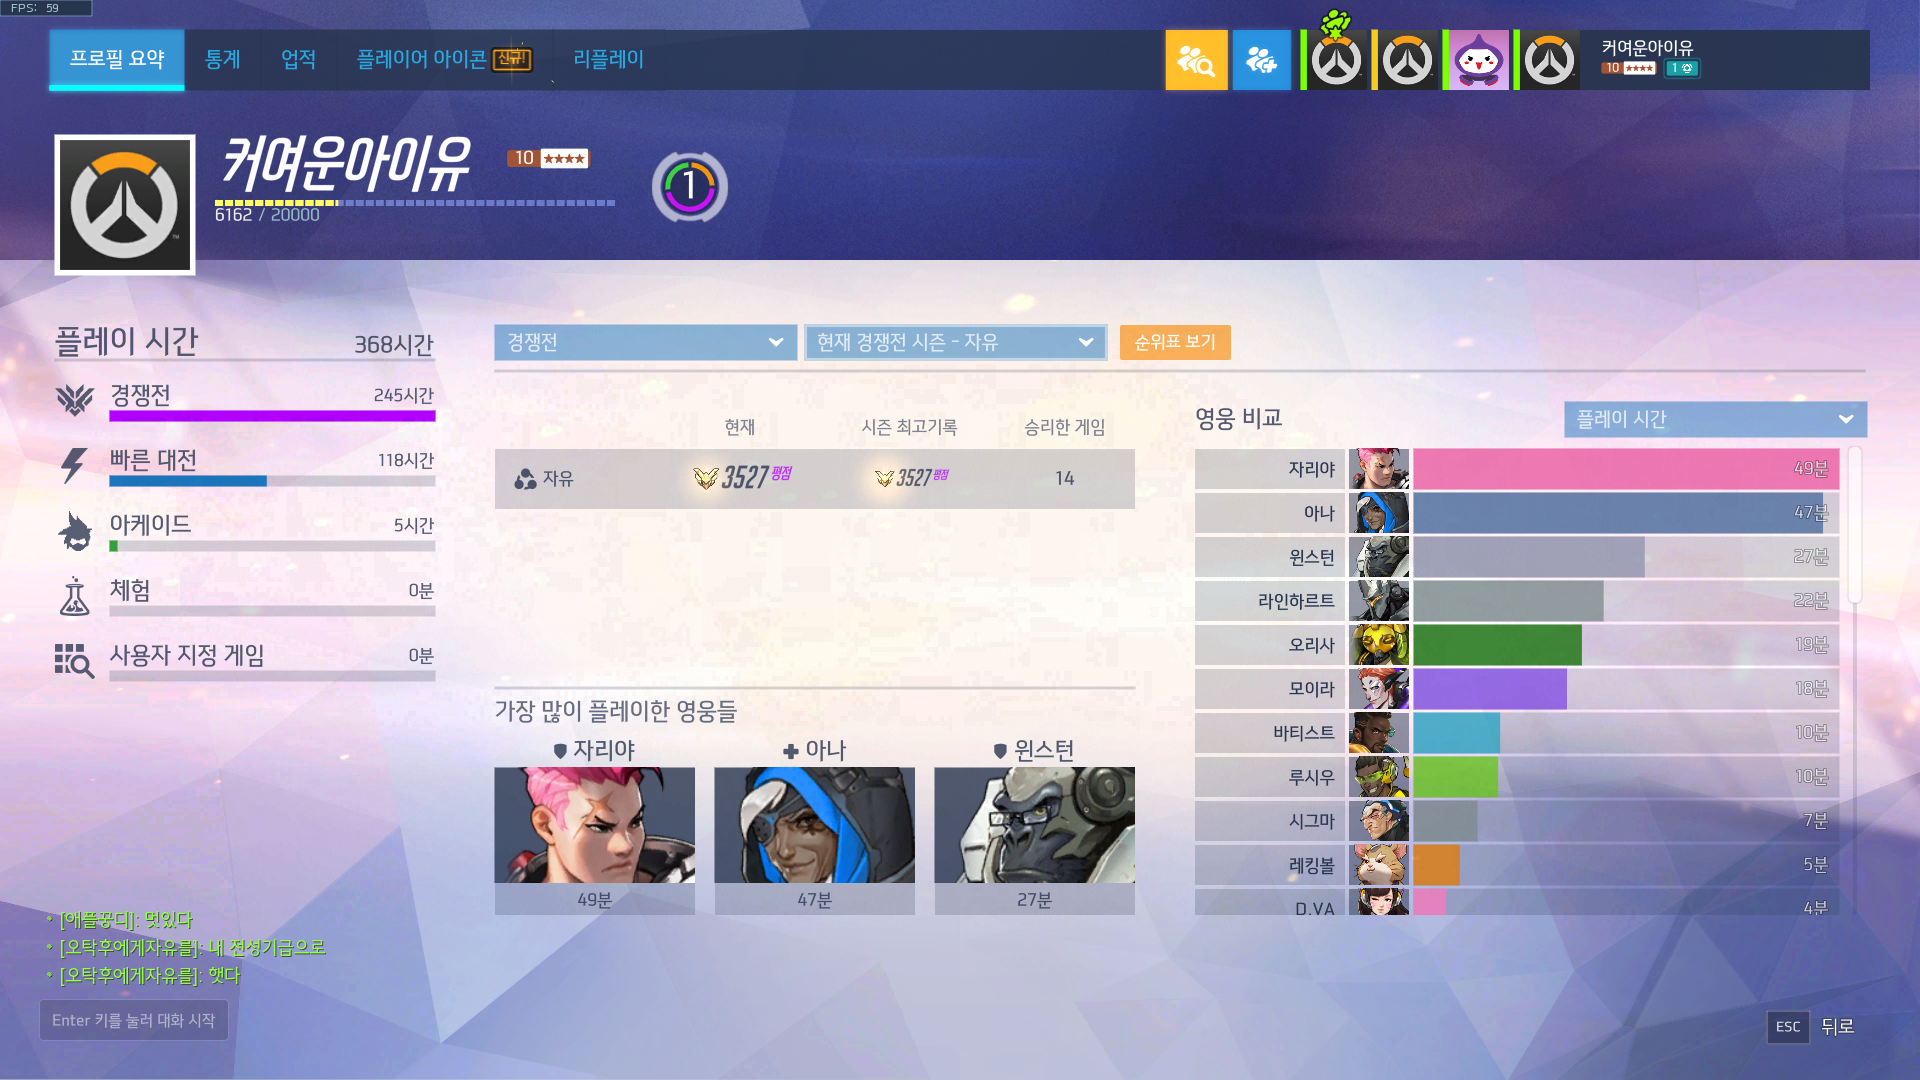 FPS: 59
프로필 요약
통계
업적
플레이어 아이콘 신규!
리플레이
커여운아이유
10 ★★★★
1
커여운아이유
10 ★★★★
6162 / 20000
1
플레이 시간 368시간
경쟁전 245시간
빠른 대전 118시간
아케이드 5시간
체험 0분
사용자 지정 게임 0분
경쟁전
현재 경쟁전 시즌 - 자유
순위표 보기
현재 시즌 최고기록 승리한 게임
자유 3527평점 3527평점 14
가장 많이 플레이한 영웅들
자리야
49분
아나
47분
윈스턴
27분
영웅 비교
플레이 시간
자리야 49분
아나 47분
윈스턴 27분
라인하르트 22분
오리사 19분
모이라 18분
바티스트 10분
루시우 10분
시그마 7분
레킹볼 5분
D.VA 4분
[애플꿍디]: 멋있다
[오탁후에게자유를]: 내 전성기급으로
[오탁후에게자유를]: 햇다
Enter 키를 눌러 대화 시작
ESC 뒤로